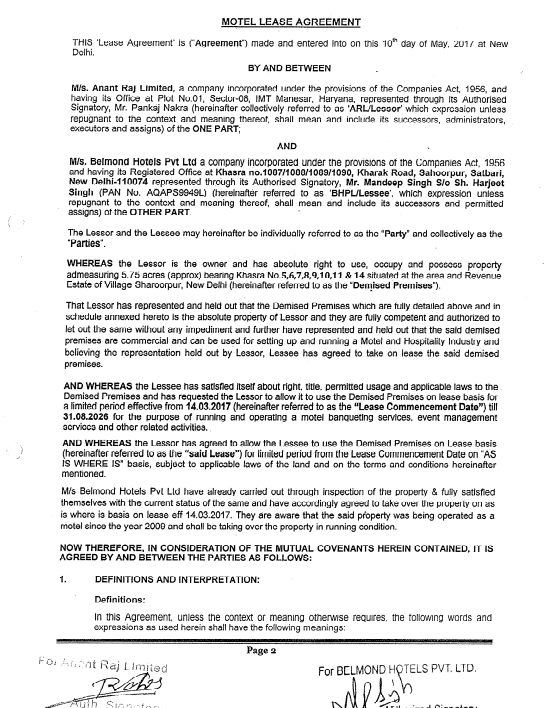 MOTEL LEASE AGREEMENT
THIS 'Lease Agreement' is ("Agreement") made and entered into on this 10th day of May, 2017 at New
Delhi.
BY AND BETWEEN
M/s. Anant Raj Limited, a company incorporated under the provisions of the Companies Act, 1956, and
having its Office at Plot No.01, Sector-08, IMT Manesar, Haryana, represented through its Authorised
Signatory, Mr. Pankaj Nakra (hereinafter collectively referred to as 'ARL/Lessor' which expression unless
repugnant to the context and meaning thereof, shall mean and include its successors, administrators,
executors and assigns) of the ONE PART;
AND
M/s. Belmond Hotels Pvt Ltd a company incorporated under the provisions of the Companies Act, 1956
and having its Registered Office at Khasra no.1007/1000/1089/1090, Kharak Road, Sahoorpur, Satbari,
New Delhi-110074 represented through its Authorised Signatory, Mr. Mandeep Singh S/o Sh. Harjeet
Singh (PAN No. AQAPS9949L) (hereinafter referred to as 'BHPL/Lessee', which expression unless
repugnant to the context and meaning thereof, shall mean and include its successors and permitted
assigns) of the OTHER PART.
The Lessor and the Lessee may hereinafter be individually referred to as the "Party" and collectively as the
"Parties".
WHEREAS the Lessor is the owner and has absolute right to use, occupy and possess property
admeasuring 5.75 acres (approx) bearing Khasra No.5,6,7,8,9,10,11 & 14 situated at the area and Revenue
Estate of Village Sharoorpur, New Delhi (hereinafter referred to as the "Demised Premises").
That Lessor has represented and held out that the Demised Premises which are fully detailed above and in
schedule annexed hereto is the absolute property of Lessor and they are fully competent and authorized to
let out the same without any impediment and further have represented and held out that the said demised
premises are commercial and can be used for setting up and running a Motel and Hospitality Industry and
believing the representation held out by Lessor, Lessee has agreed to take on lease the said demised
premises.
AND WHEREAS the Lessee has satisfied itself about right, title, permitted usage and applicable laws to the
Demised Premises and has requested the Lessor to allow it to use the Demised Premises on lease basis for
a limited period effective from 14.03.2017 (hereinafter referred to as the "Lease Commencement Date") till
31.08.2026 for the purpose of running and operating a motel banqueting services, event management
services and other related activities.
AND WHEREAS the Lessor has agreed to allow the Lessee to use the Demised Premises on Lease basis
(hereinafter referred to as the "said Lease") for limited period from the Lease Commencement Date on "AS
IS WHERE IS" basis, subject to applicable laws of the land and on the terms and conditions hereinafter
mentioned.
M/s Belmond Hotels Pvt Ltd have already carried out through inspection of the property & fully satisfied
themselves with the current status of the same and have accordingly agreed to take over the property on as
is where is basis on lease eff 14.03.2017. They are aware that the said property was being operated as a
motel since the year 2009 and shall be taking over the property in running condition.
NOW THEREFORE, IN CONSIDERATION OF THE MUTUAL COVENANTS HEREIN CONTAINED, IT IS
AGREED BY AND BETWEEN THE PARTIES AS FOLLOWS:
1. DEFINITIONS AND INTERPRETATION:
Definitions:
In this Agreement, unless the context or meaning otherwise requires, the following words and
expressions as used herein shall have the following meanings:
Page 2
For Anant Raj Limited
For BELMOND HOTELS PVT. LTD.
Auth. Signatory